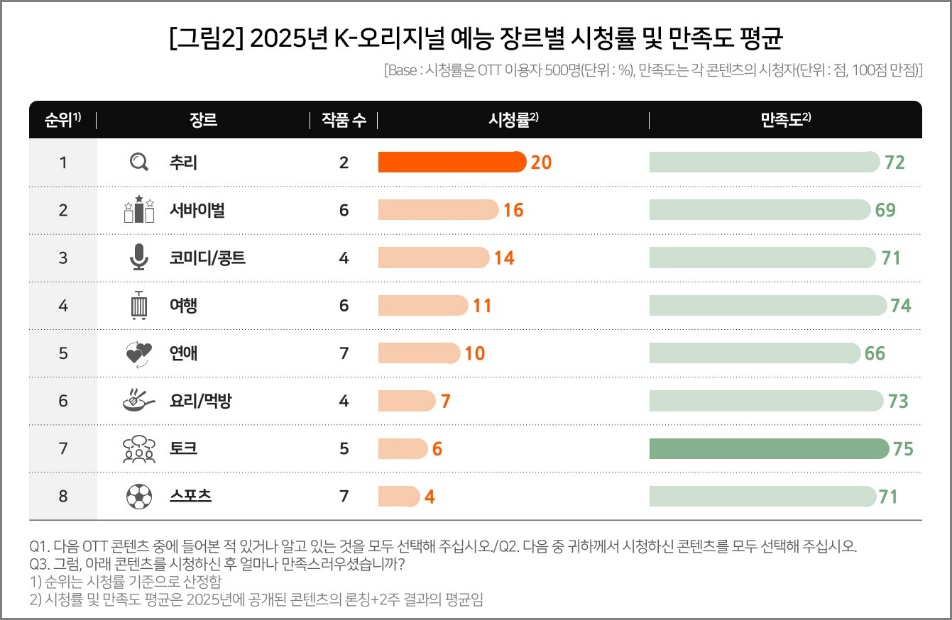 [그림2] 2025년 K-오리지널 예능 장르별 시청률 및 만족도 평균
[Base : 시청률은 OTT 이용자 500명(단위 : %), 만족도는 각 콘텐츠의 시청자(단위 : 점, 100점 만점)]
순위1) 장르 작품 수 시청률2) 만족도2)
1 추리 2 20 72
2 서바이벌 6 16 69
3 코미디/콩트 4 14 71
4 여행 6 11 74
5 연애 7 10 66
6 요리/먹방 4 7 73
7 토크 5 6 75
8 스포츠 7 4 71
Q1. 다음 OTT 콘텐츠 중에 들어본 적 있거나 알고 있는 것을 모두 선택해 주십시오./Q2. 다음 중 귀하께서 시청하신 콘텐츠를 모두 선택해 주십시오.
Q3. 그럼, 아래 콘텐츠를 시청하신 후 얼마나 만족스러우셨습니까?
1) 순위는 시청률 기준으로 산정함
2) 시청률 및 만족도 평균은 2025년에 공개된 콘텐츠의 론칭+2주 결과의 평균임